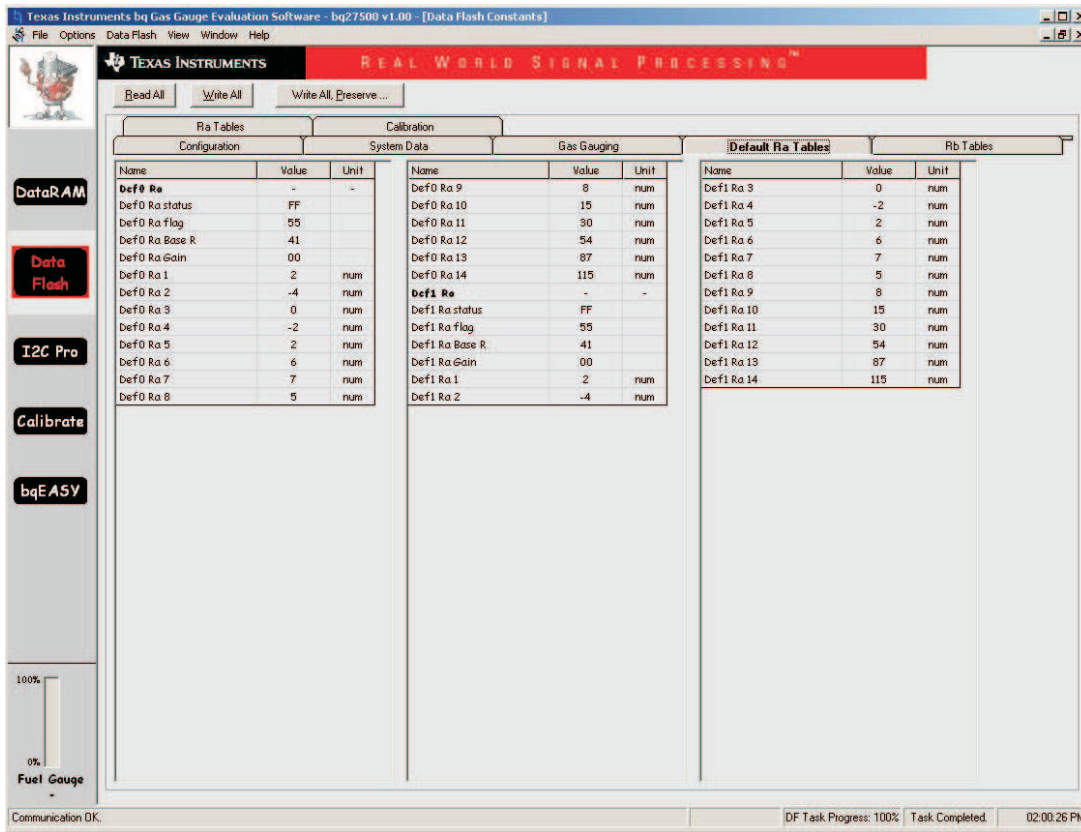 Texas Instruments bq Gas Gauge Evaluation Software - bq27500 v1.00 - [Data Flash Constants]
File Options Data Flash View Window Help
TEXAS INSTRUMENTS
REAL WORLD SIGNAL PROCESSING™
Read All Write All Write All, Preserve ...
Ra Tables Calibration
Configuration System Data Gas Gauging Default Ra Tables Rb Tables
DataRAM
Data
Flash
I2C Pro
Calibrate
bqEASY
100%
0%
Fuel Gauge
-
Name Value Unit
Def0 Ra - -
Def0 Ra status FF
Def0 Ra flag 55
Def0 Ra Base R 41
Def0 Ra Gain 00
Def0 Ra 1 2 num
Def0 Ra 2 -4 num
Def0 Ra 3 0 num
Def0 Ra 4 -2 num
Def0 Ra 5 2 num
Def0 Ra 6 6 num
Def0 Ra 7 7 num
Def0 Ra 8 5 num
Name Value Unit
Def0 Ra 9 8 num
Def0 Ra 10 15 num
Def0 Ra 11 30 num
Def0 Ra 12 54 num
Def0 Ra 13 87 num
Def0 Ra 14 115 num
Def1 Ra - -
Def1 Ra status FF
Def1 Ra flag 55
Def1 Ra Base R 41
Def1 Ra Gain 00
Def1 Ra 1 2 num
Def1 Ra 2 -4 num
Name Value Unit
Def1 Ra 3 0 num
Def1 Ra 4 -2 num
Def1 Ra 5 2 num
Def1 Ra 6 6 num
Def1 Ra 7 7 num
Def1 Ra 8 5 num
Def1 Ra 9 8 num
Def1 Ra 10 15 num
Def1 Ra 11 30 num
Def1 Ra 12 54 num
Def1 Ra 13 87 num
Def1 Ra 14 115 num
Communication OK. DF Task Progress: 100% Task Completed. 02:00:26 PM